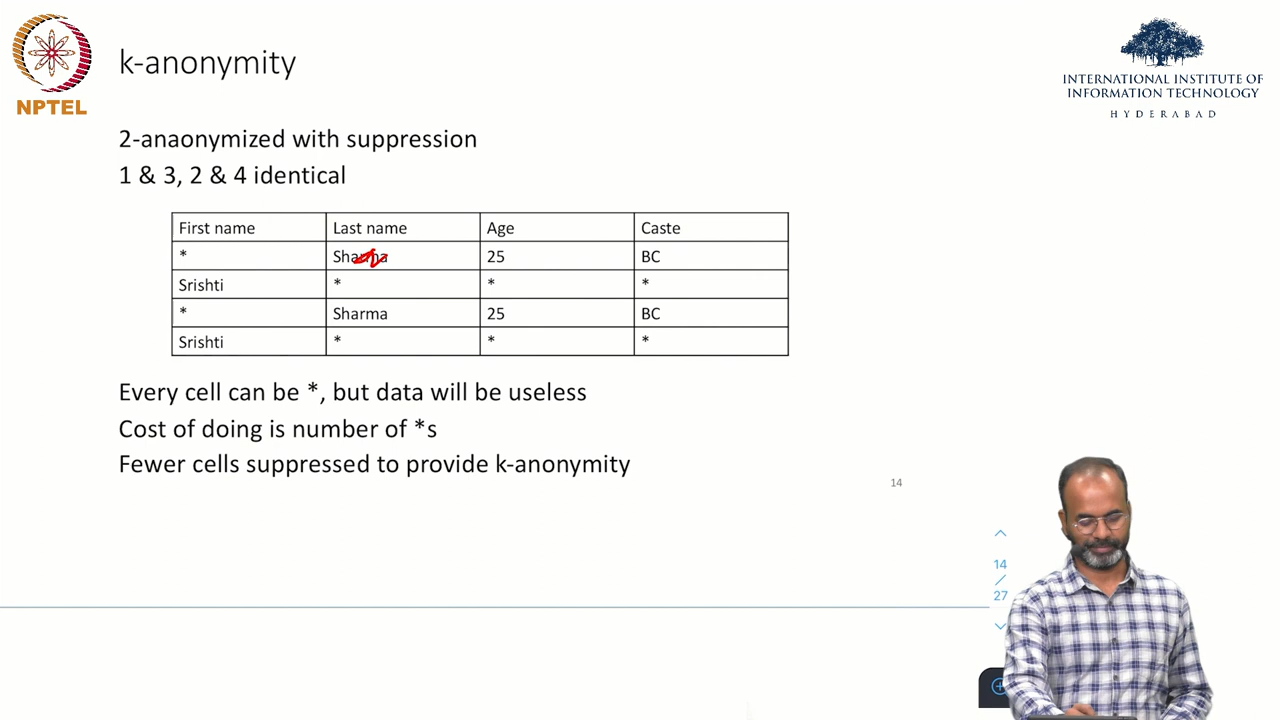 k-anonymity
NPTEL
INTERNATIONAL INSTITUTE OF
INFORMATION TECHNOLOGY
HYDERABAD
2-anaonymized with suppression
1 & 3, 2 & 4 identical
First name Last name Age Caste
* Sharma 25 BC
Srishti * * *
* Sharma 25 BC
Srishti * * *
Every cell can be *, but data will be useless
Cost of doing is number of *s
Fewer cells suppressed to provide k-anonymity
14
14
/
27